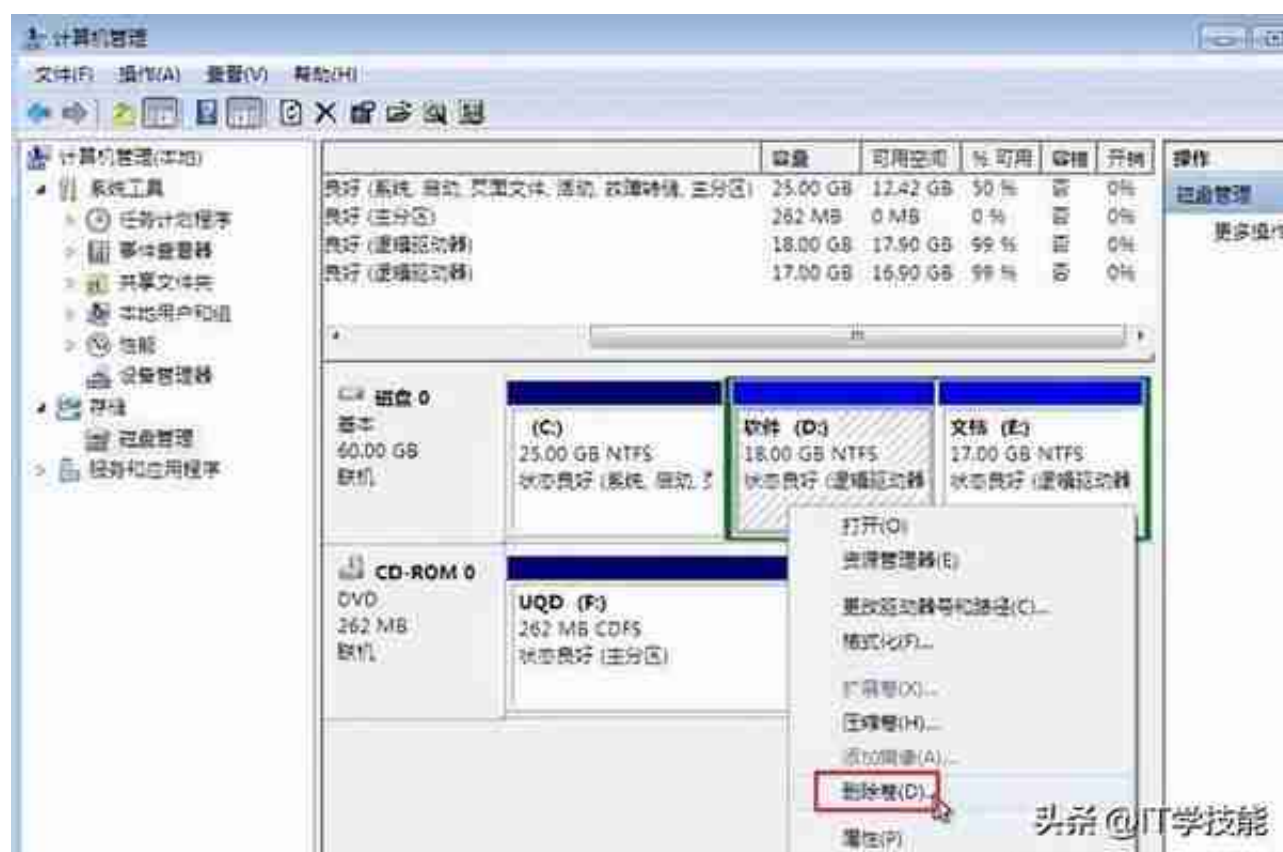 计算机管理
文件(F) 操作(A) 查看(V) 帮助(H)
计算机管理(本地)
系统工具
任务计划程序
事件查看器
共享文件夹
本地用户和组
性能
设备管理器
存储
磁盘管理
服务和应用程序
容量 可用空间 % 可用 容错 开销
良好 (系统, 启动, 页面文件, 活动, 故障转储, 主分区) 25.00 GB 12.42 GB 50 % 否 0%
良好 (主分区) 262 MB 0 MB 0 % 否 0%
良好 (逻辑驱动器) 18.00 GB 17.90 GB 99 % 否 0%
良好 (逻辑驱动器) 17.00 GB 16.90 GB 99 % 否 0%
操作
磁盘管理
更多操作
磁盘 0
基本
60.00 GB
联机
(C:)
25.00 GB NTFS
状态良好 (系统, 启动, 页
软件 (D:)
18.00 GB NTFS
状态良好 (逻辑驱动器
文档 (E:)
17.00 GB NTFS
状态良好 (逻辑驱动器
CD-ROM 0
DVD
262 MB
联机
UQD (F:)
262 MB CDFS
状态良好 (主分区)
打开(O)
资源管理器(E)
更改驱动器号和路径(C)...
格式化(F)...
扩展卷(X)...
压缩卷(H)...
添加镜像(A)...
删除卷(D)...
属性(P)
头条 @IT学技能